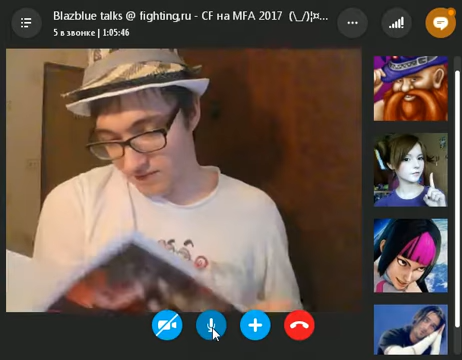 Blazblue talks @ fighting,ru - CF на MFA 2017 (\_/)¦¤...
5 в звонке | 1:05:46